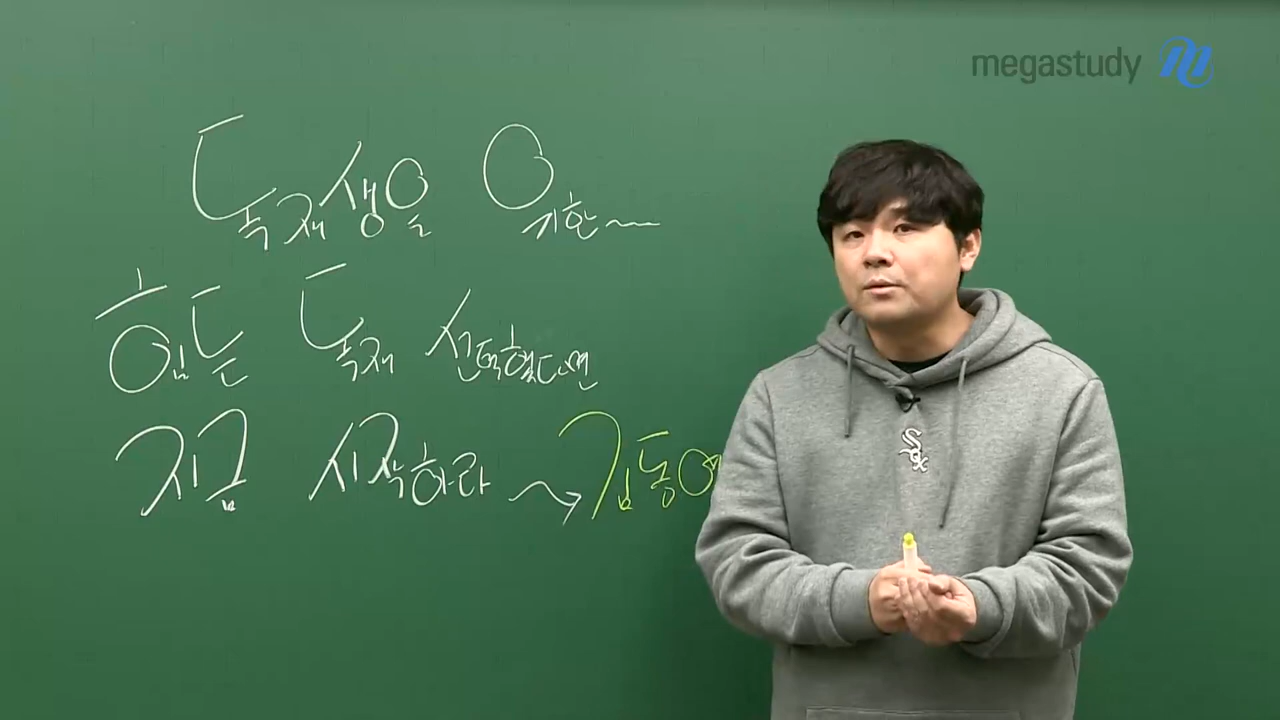 megastudy
독재생을 위한~
힘든 독재 선택했다면
지금 시작하라 → 김동
Sox